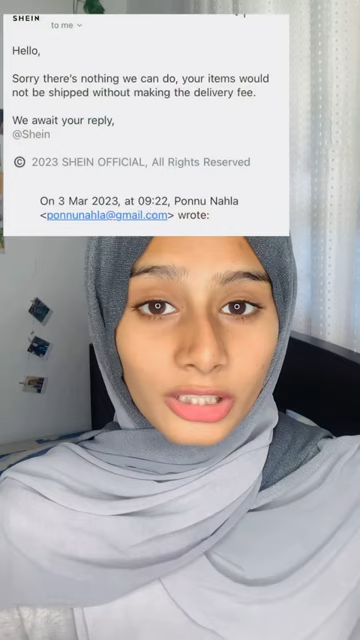 SHEIN
to me
Hello,
Sorry there's nothing we can do, your items would
not be shipped without making the delivery fee.
We await your reply,
@Shein
© 2023 SHEIN OFFICIAL, All Rights Reserved
On 3 Mar 2023, at 09:22, Ponnu Nahla
<ponnunahla@gmail.com> wrote: